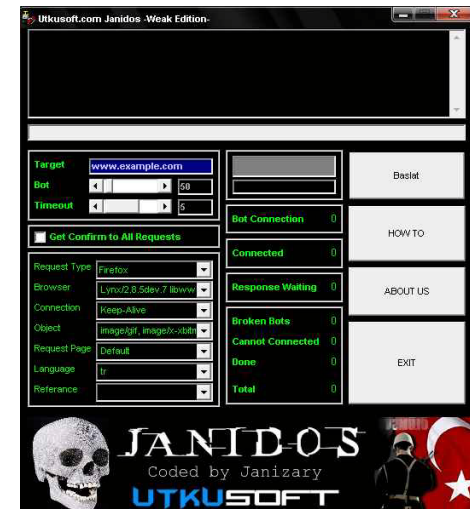 Utkusoft.com Janidos -Weak Edition-
Target www.example.com
Bot 50
Timeout 5
Get Confirm to All Requests
Request Type Firefox
Browser Lynx/2.8.5dev.7 libwww
Connection Keep-Alive
Object image/gif, image/x-xbitm
Request Page Default
Language tr
Referance
Bot Connection 0
Connected 0
Response Waiting 0
Broken Bots 0
Cannot Connected 0
Done 0
Total 0
Baslat
HOW TO
ABOUT US
EXIT
JANIDOS
Coded by Janizary
UTKUSOFT